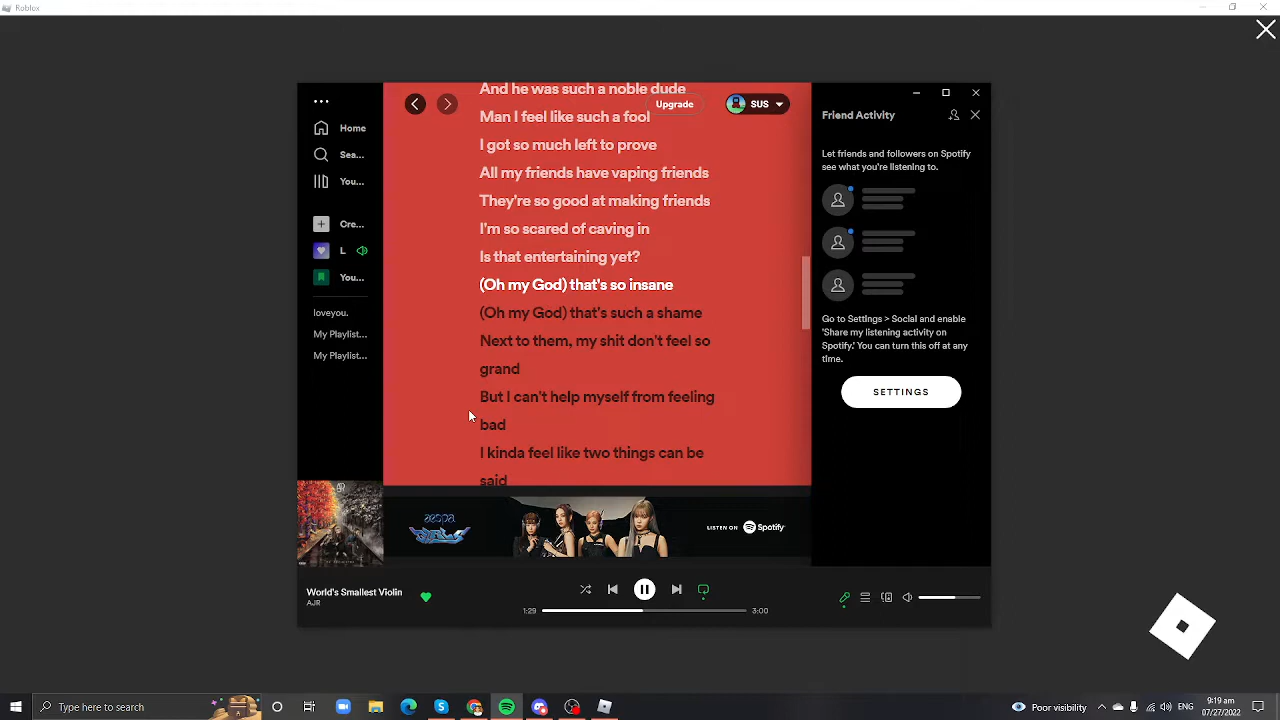 Roblox
And he was such a noble dude
Upgrade
SUS
Man I feel like such a fool
I got so much left to prove
All my friends have vaping friends
They're so good at making friends
I'm so scared of caving in
Is that entertaining yet?
(Oh my God) that's so insane
(Oh my God) that's such a shame
Next to them, my shit don't feel so
grand
But I can't help myself from feeling
bad
I kinda feel like two things can be
said
Home
Sea...
You...
Cre...
L
You...
loveyou.
My Playlist...
My Playlist...
Friend Activity
Let friends and followers on Spotify
see what you're listening to.
Go to Settings > Social and enable
'Share my listening activity on
Spotify.' You can turn this off at any
time.
SETTINGS
aespa
LISTEN ON Spotify
World's Smallest Violin
AJR
1:29
3:00
Type here to search
Poor visibility
ENG
9:19 am
07/27/2022